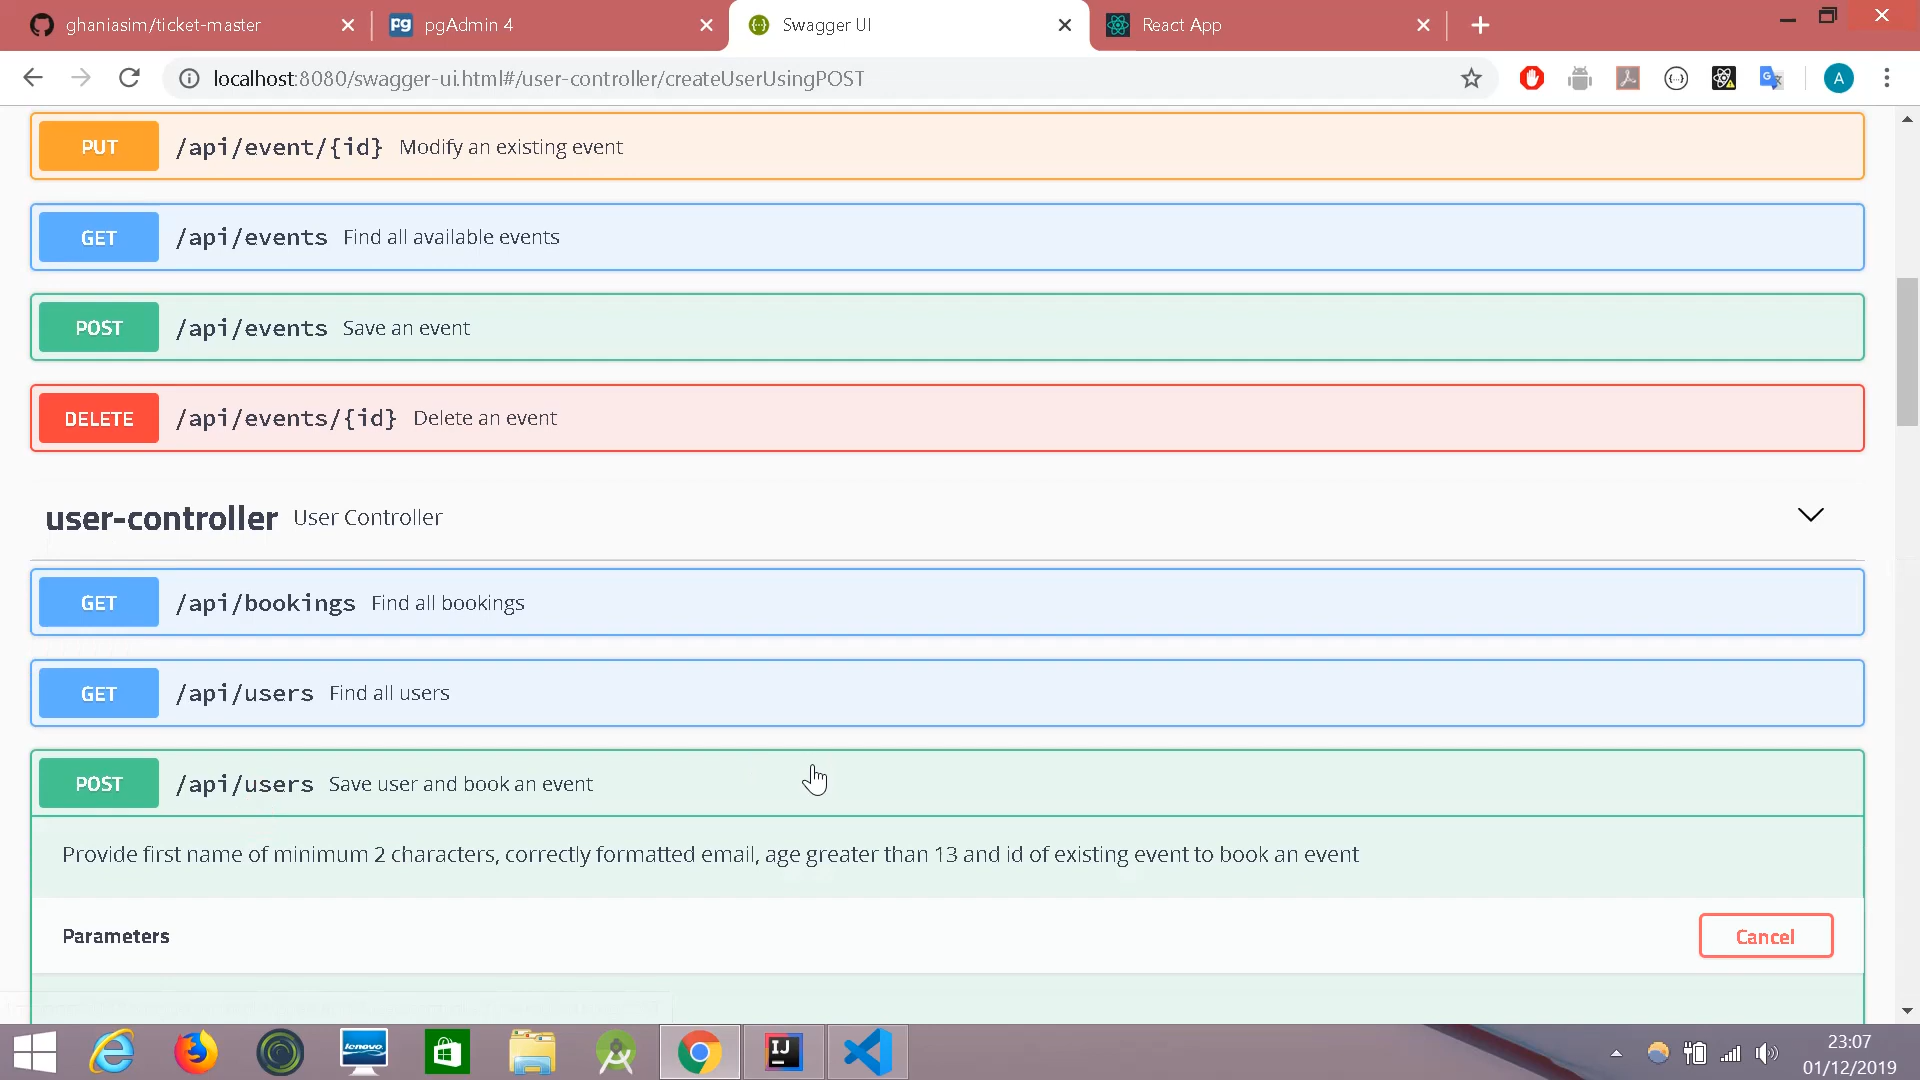 ghaniasim/ticket-master
pgAdmin 4
Swagger UI
React App
localhost:8080/swagger-ui.html#/user-controller/createUserUsingPOST
A
PUT /api/event/{id} Modify an existing event
GET /api/events Find all available events
POST /api/events Save an event
DELETE /api/events/{id} Delete an event
user-controller User Controller
GET /api/bookings Find all bookings
GET /api/users Find all users
POST /api/users Save user and book an event
Provide first name of minimum 2 characters, correctly formatted email, age greater than 13 and id of existing event to book an event
Parameters
Cancel
lenovo
IJ
23:07
01/12/2019